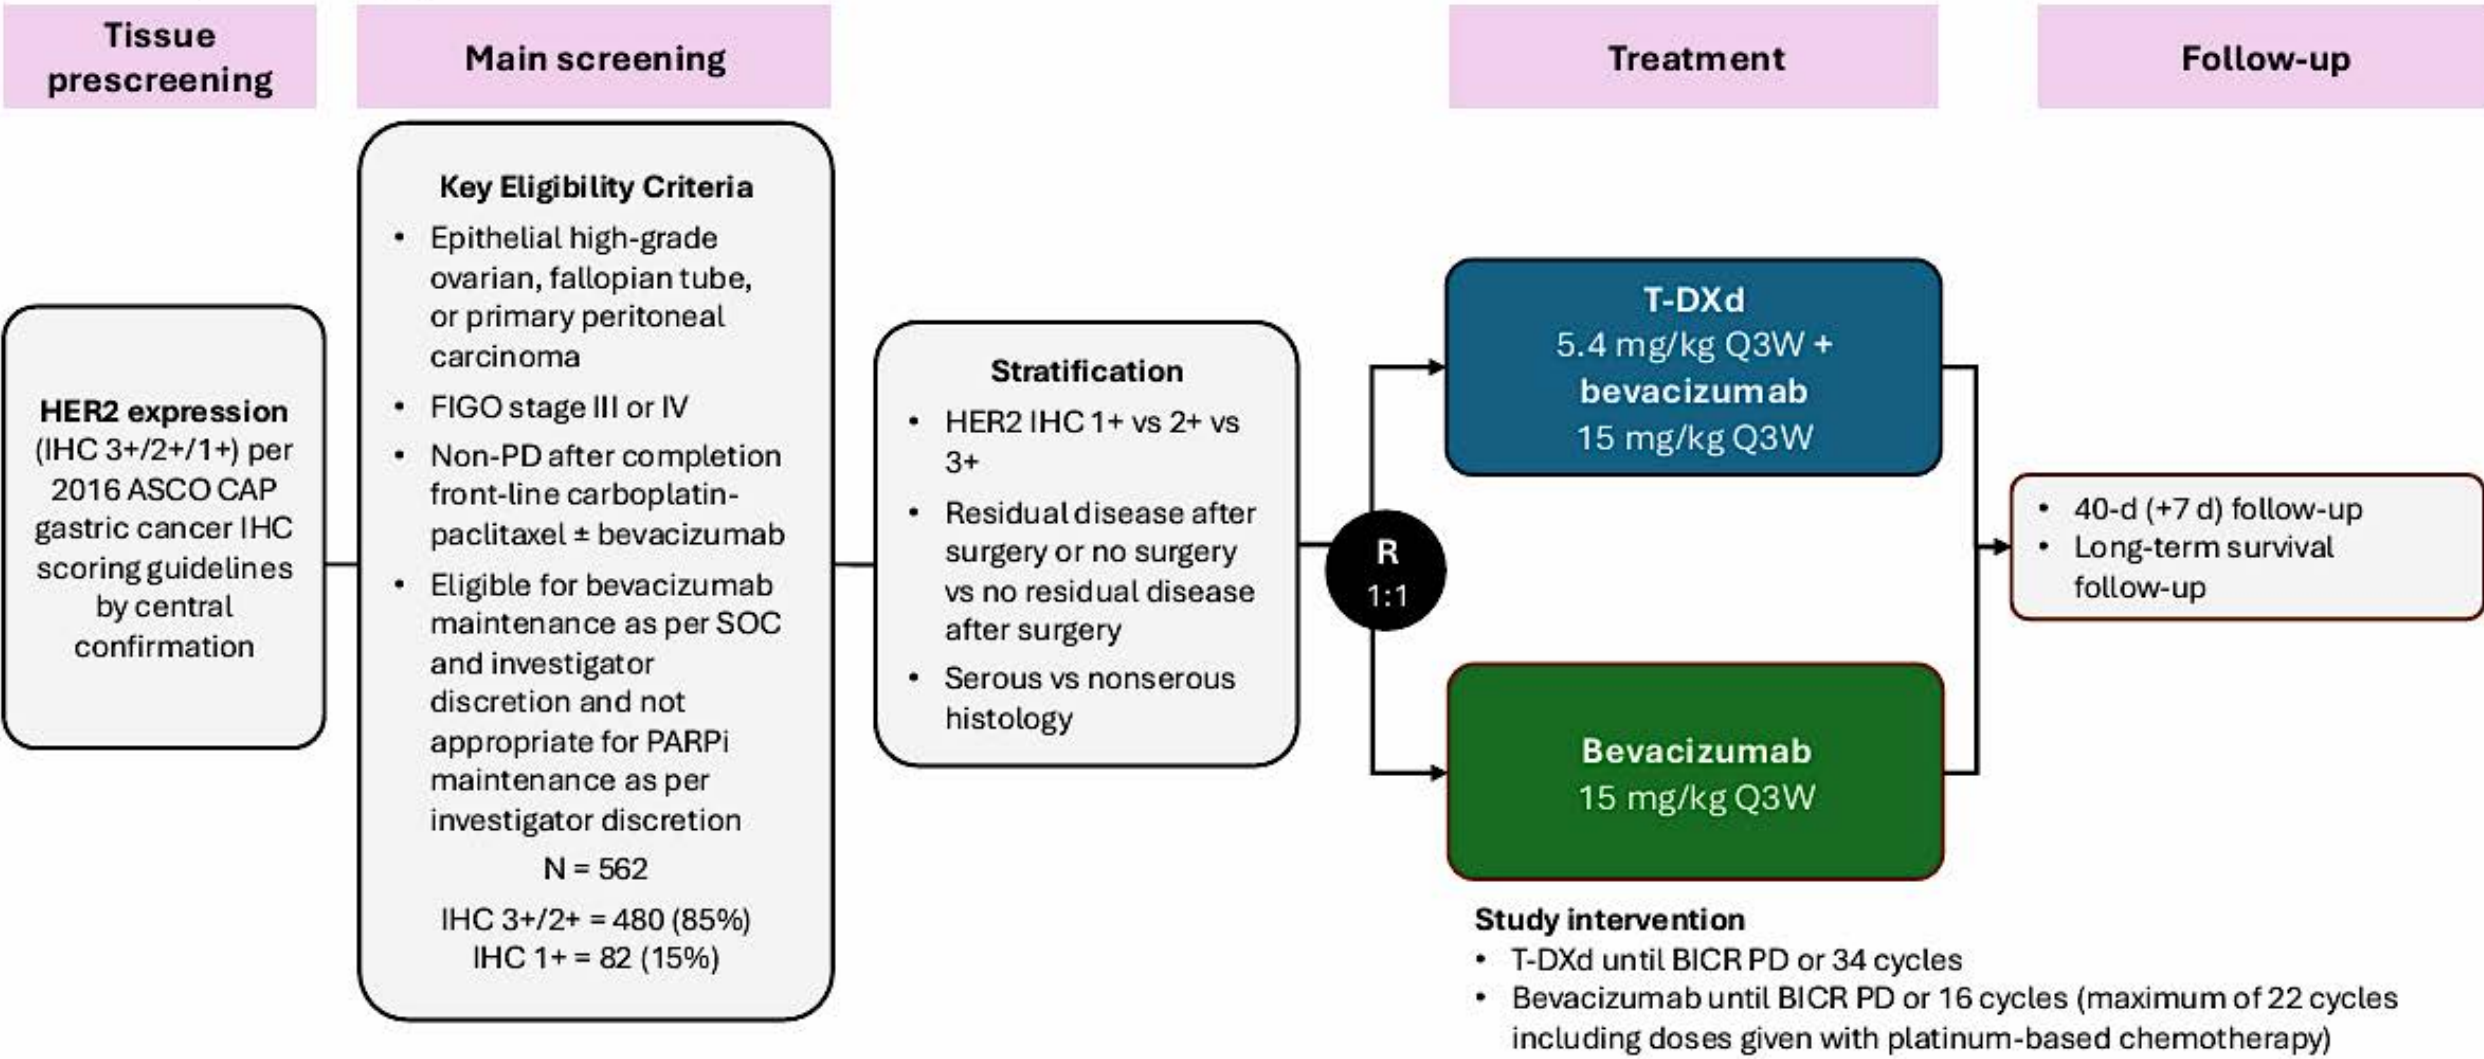 Tissue
prescreening
Main screening
Treatment
Follow-up
HER2 expression
(IHC 3+/2+/1+) per
2016 ASCO CAP
gastric cancer IHC
scoring guidelines
by central
confirmation
Key Eligibility Criteria
• Epithelial high-grade
ovarian, fallopian tube,
or primary peritoneal
carcinoma
• FIGO stage III or IV
• Non-PD after completion
front-line carboplatin-
paclitaxel ± bevacizumab
• Eligible for bevacizumab
maintenance as per SOC
and investigator
discretion and not
appropriate for PARPi
maintenance as per
investigator discretion
N = 562
IHC 3+/2+ = 480 (85%)
IHC 1+ = 82 (15%)
Stratification
• HER2 IHC 1+ vs 2+ vs
3+
• Residual disease after
surgery or no surgery
vs no residual disease
after surgery
• Serous vs nonserous
histology
R
1:1
T-DXd
5.4 mg/kg Q3W +
bevacizumab
15 mg/kg Q3W
Bevacizumab
15 mg/kg Q3W
Study intervention
• T-DXd until BICR PD or 34 cycles
• Bevacizumab until BICR PD or 16 cycles (maximum of 22 cycles
including doses given with platinum-based chemotherapy)
• 40-d (+7 d) follow-up
• Long-term survival
follow-up